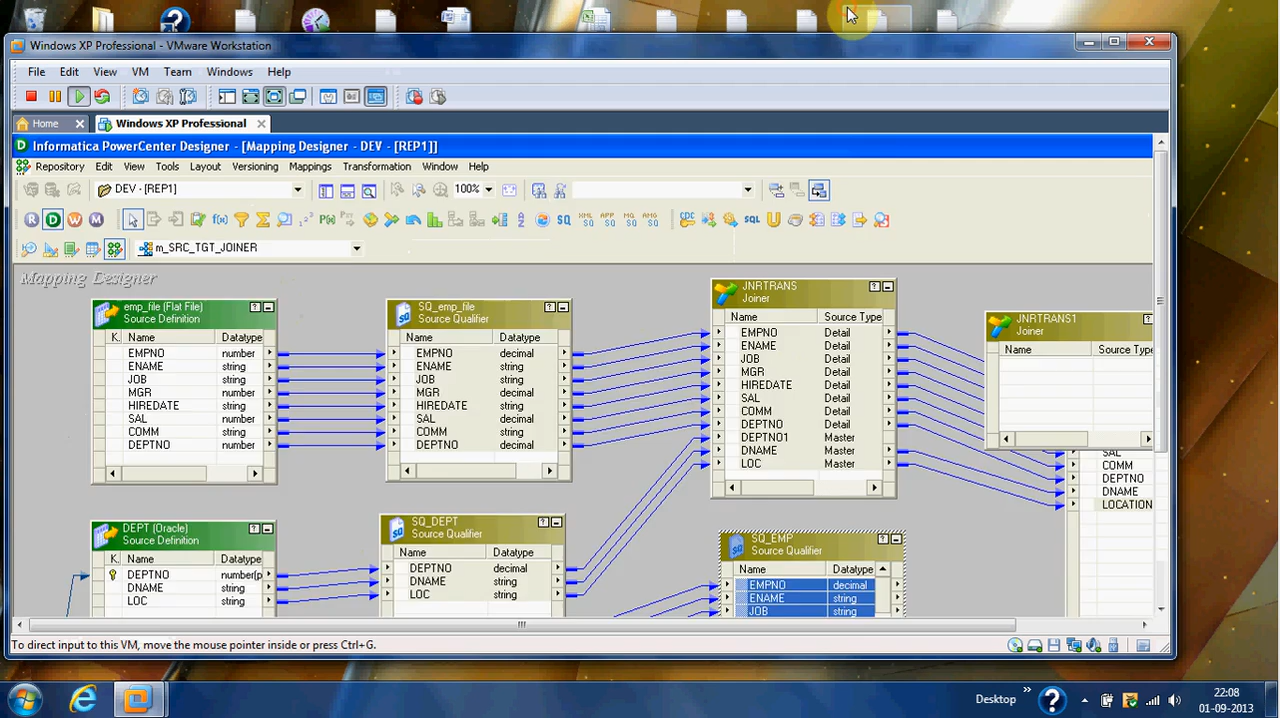 Windows XP Professional - VMware Workstation
File Edit View VM Team Windows Help
Home Windows XP Professional
Informatica PowerCenter Designer - [Mapping Designer - DEV - [REP1]]
Repository Edit View Tools Layout Versioning Mappings Transformation Window Help
DEV - [REP1] 100%
m_SRC_TGT_JOINER
Mapping Designer
emp_file (Flat File)
Source Definition
K. Name Datatype
EMPNO number
ENAME string
JOB string
MGR number
HIREDATE string
SAL number
COMM string
DEPTNO number
SQ_emp_file
Source Qualifier
Name Datatype
EMPNO decimal
ENAME string
JOB string
MGR decimal
HIREDATE string
SAL decimal
COMM string
DEPTNO decimal
JNRTRANS
Joiner
Name Source Type
EMPNO Detail
ENAME Detail
JOB Detail
MGR Detail
HIREDATE Detail
SAL Detail
COMM Detail
DEPTNO Detail
DEPTNO1 Master
DNAME Master
LOC Master
JNRTRANS1
Joiner
Name Source Type
SAL
COMM
DEPTNO
DNAME
LOCATION
DEPT (Oracle)
Source Definition
K. Name Datatype
DEPTNO number(p
DNAME string
LOC string
SQ_DEPT
Source Qualifier
Name Datatype
DEPTNO decimal
DNAME string
LOC string
SQ_EMP
Source Qualifier
Name Datatype
EMPNO decimal
ENAME string
JOB string
To direct input to this VM, move the mouse pointer inside or press Ctrl+G.
Desktop
22:08
01-09-2013